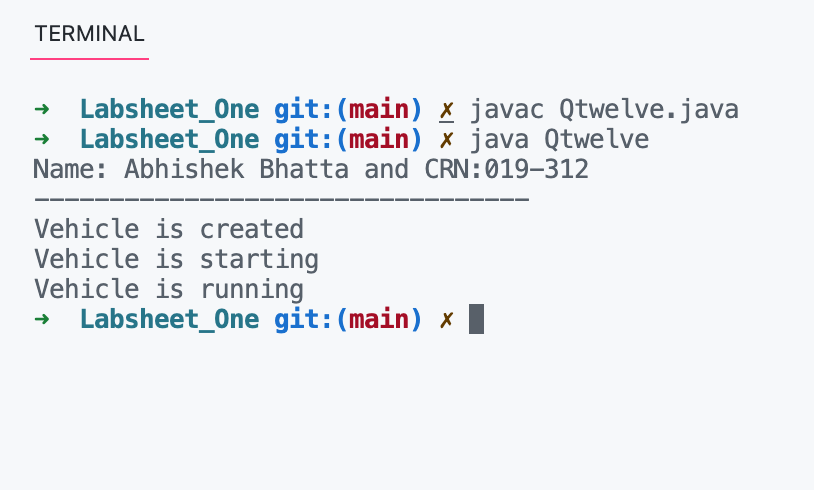 TERMINAL
➜  Labsheet_One git:(main) ✗ javac Qtwelve.java
➜  Labsheet_One git:(main) ✗ java Qtwelve
Name: Abhishek Bhatta and CRN:019-312
---------------------------------
Vehicle is created
Vehicle is starting
Vehicle is running
➜  Labsheet_One git:(main) ✗